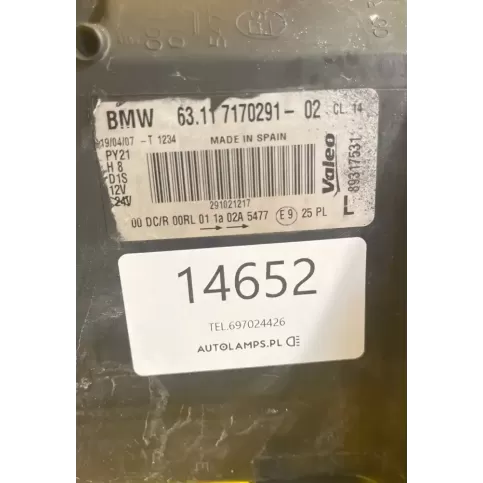 BMW 63.11 7170291- 02 CL. 14
19/04/07 -T 1234 MADE IN SPAIN
PY21
H 8
D1S
12V
24V
291021217
Valeo
89317531
00 DC/R 00RL 01 1a 02A 5477 E 9 25 PL
14652
TEL.697024426
AUTOLAMPS.PL